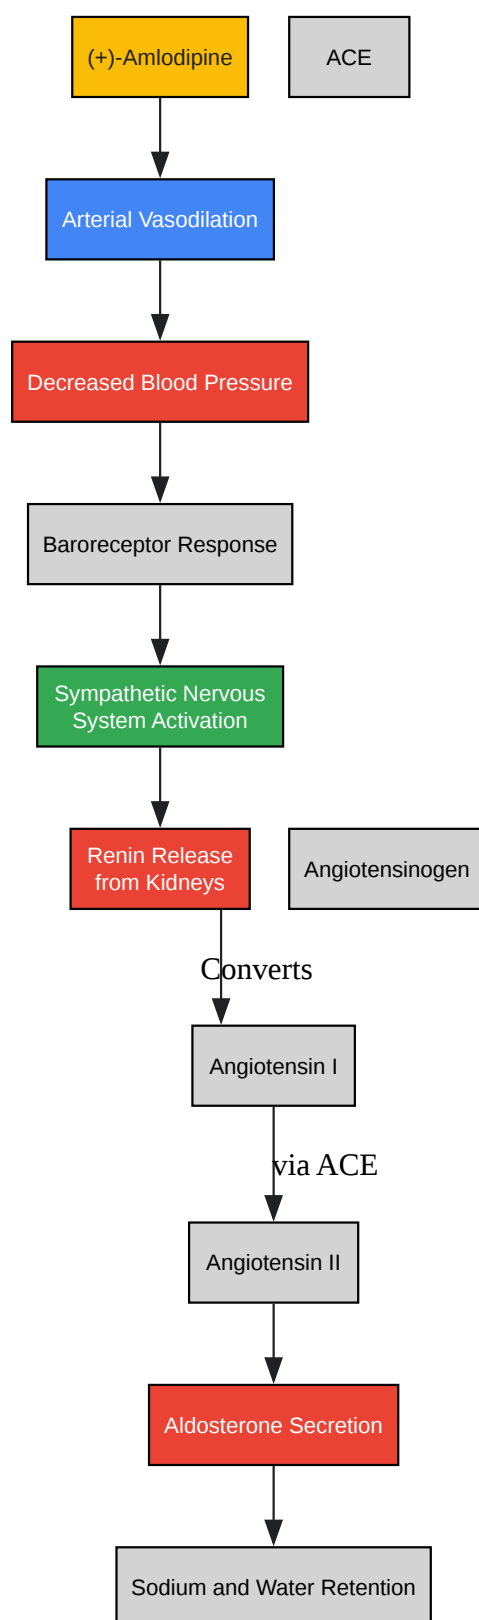 (+)-Amlodipine
ACE
Arterial Vasodilation
Decreased Blood Pressure
Baroreceptor Response
Sympathetic Nervous
System Activation
Renin Release
from Kidneys
Angiotensinogen
Converts
Angiotensin I
via ACE
Angiotensin II
Aldosterone Secretion
Sodium and Water Retention